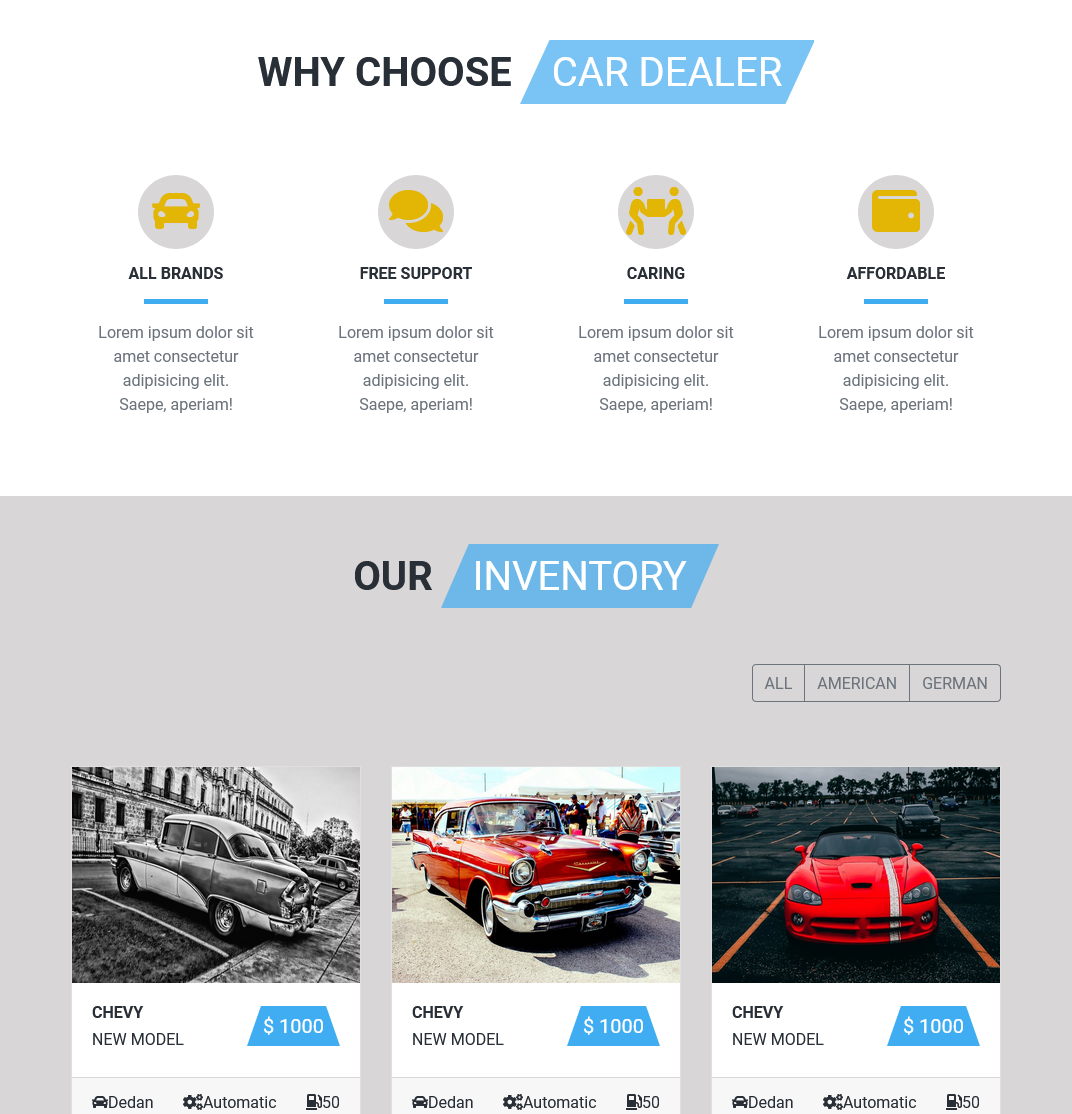 WHY CHOOSE CAR DEALER
ALL BRANDS
Lorem ipsum dolor sit
amet consectetur
adipisicing elit.
Saepe, aperiam!
FREE SUPPORT
Lorem ipsum dolor sit
amet consectetur
adipisicing elit.
Saepe, aperiam!
CARING
Lorem ipsum dolor sit
amet consectetur
adipisicing elit.
Saepe, aperiam!
AFFORDABLE
Lorem ipsum dolor sit
amet consectetur
adipisicing elit.
Saepe, aperiam!
OUR INVENTORY
ALL AMERICAN GERMAN
CHEVY
NEW MODEL
$ 1000
Dedan Automatic 50
CHEVY
NEW MODEL
$ 1000
Dedan Automatic 50
CHEVY
NEW MODEL
$ 1000
Dedan Automatic 50